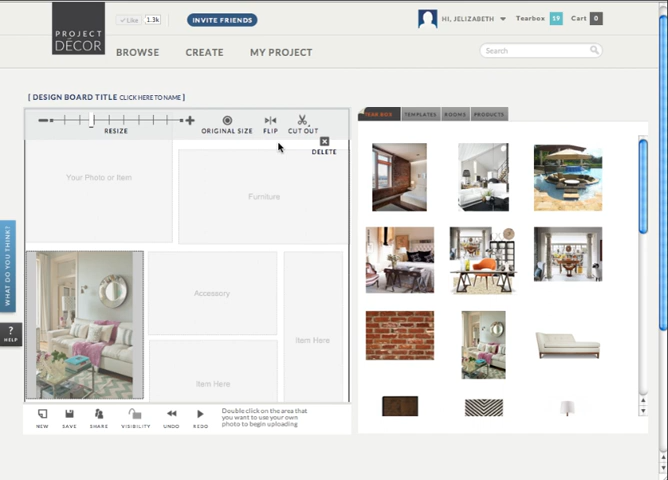 PROJECT
DÉCOR
Like 1.3k
INVITE FRIENDS
HI, JELIZABETH
Tearbox 19
Cart 0
BROWSE
CREATE
MY PROJECT
Search
[ DESIGN BOARD TITLE CLICK HERE TO NAME ]
RESIZE
ORIGINAL SIZE
FLIP
CUT OUT
DELETE
TEMPLATES
ROOMS
PRODUCTS
Your Photo or Item
Furniture
Accessory
Item Here
Item Here
WHAT DO YOU THINK?
?
HELP
NEW
SAVE
SHARE
VISIBILITY
UNDO
REDO
Double click on the area that
you want to use your own
photo to begin uploading